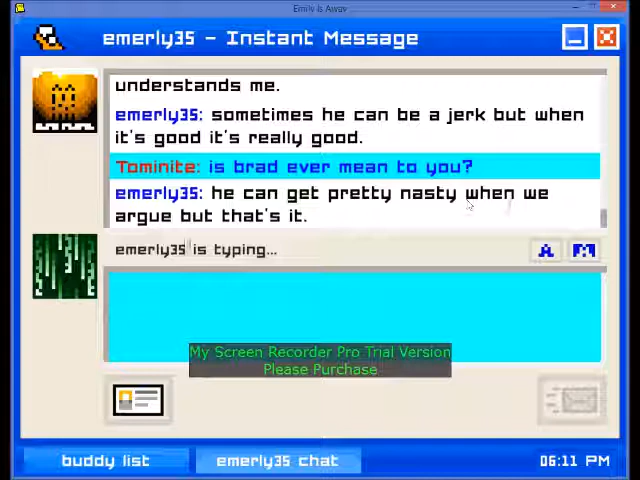 Emily Is Away
emerly35 - Instant Message
understands me.
emerly35: sometimes he can be a jerk but when
it's good it's really good.
Tominite: is brad ever mean to you?
emerly35: he can get pretty nasty when we
argue but that's it.
emerly35 is typing...
A
My Screen Recorder Pro Trial Version
Please Purchase
buddy list
emerly35 chat
06:11 PM